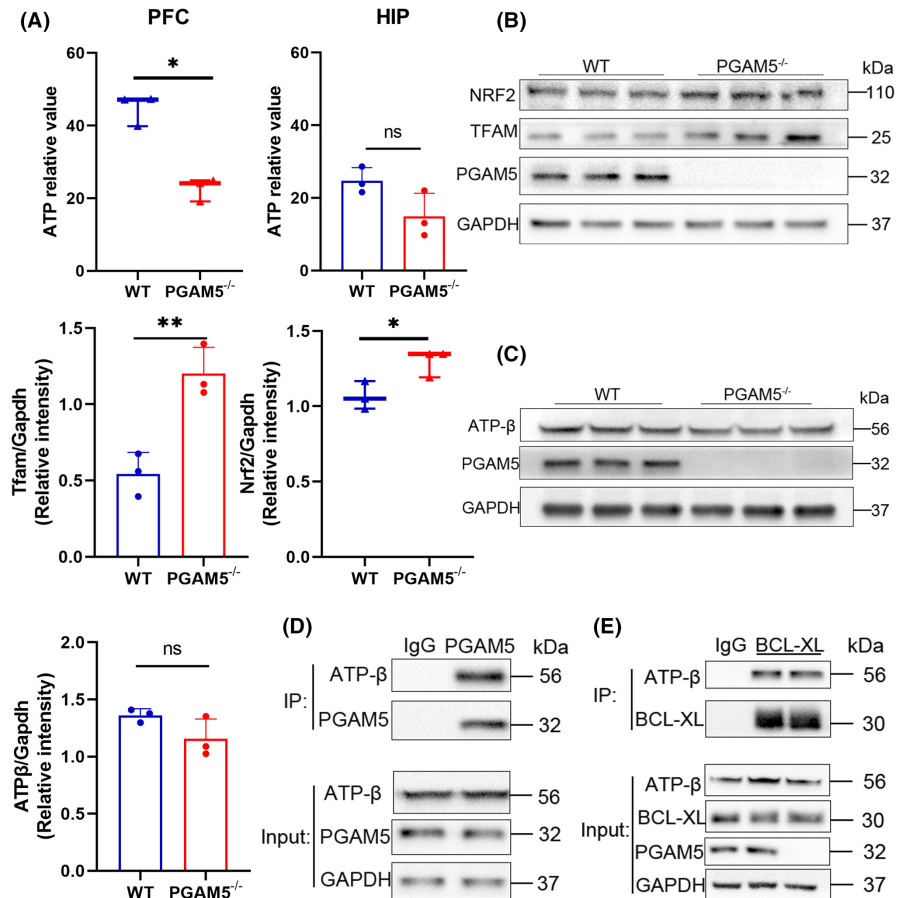 (A)
PFC
ATP relative value
60
40
20
0
*
WT PGAM5-/-
HIP
ATP relative value
60
40
20
0
ns
WT PGAM5-/-
Tfam/Gapdh
(Relative intensity)
1.5
1.0
0.5
0.0
**
WT PGAM5-/-
Nrf2/Gapdh
(Relative intensity)
1.5
1.0
0.5
0.0
*
WT PGAM5-/-
ATPβ/Gapdh
(Relative intensity)
2.0
1.5
1.0
0.5
0.0
ns
WT PGAM5-/-
(B)
WT PGAM5-/- kDa
NRF2 110
TFAM 25
PGAM5 32
GAPDH 37
(C)
WT PGAM5-/- kDa
ATP-β 56
PGAM5 32
GAPDH 37
(D)
IgG PGAM5 kDa
IP:
ATP-β 56
PGAM5 32
Input:
ATP-β 56
PGAM5 32
GAPDH 37
(E)
IgG BCL-XL kDa
IP:
ATP-β 56
BCL-XL 30
Input:
ATP-β 56
BCL-XL 30
PGAM5 32
GAPDH 37